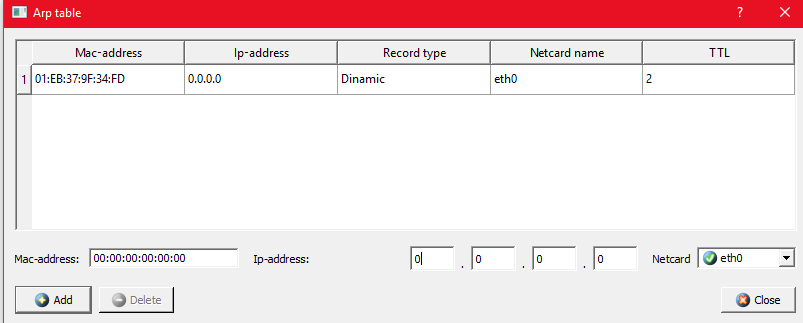 Arp table ?
Mac-address Ip-address Record type Netcard name TTL
1 01:EB:37:9F:34:FD 0.0.0.0 Dinamic eth0 2
Mac-address: 00:00:00:00:00:00 Ip-address: 0 . 0 . 0 . 0 Netcard eth0
Add Delete Close